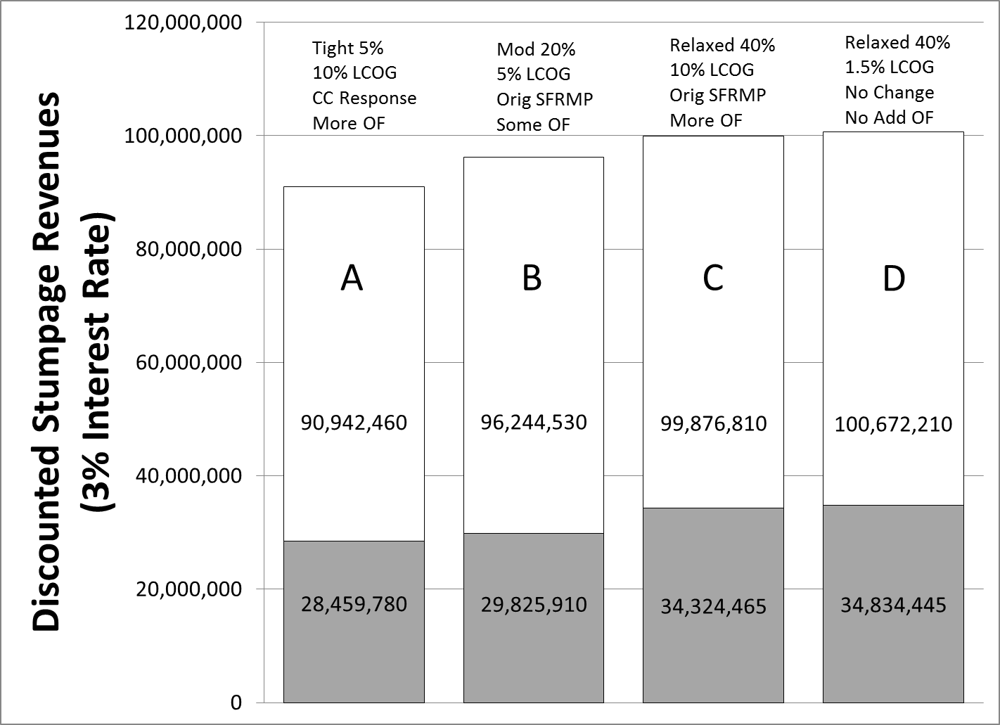 Discounted Stumpage Revenues
(3% Interest Rate)
120,000,000
100,000,000
80,000,000
60,000,000
40,000,000
20,000,000
0
Tight 5%
10% LCOG
CC Response
More OF
Mod 20%
5% LCOG
Orig SFRMP
Some OF
Relaxed 40%
10% LCOG
Orig SFRMP
More OF
Relaxed 40%
1.5% LCOG
No Change
No Add OF
A
B
C
D
90,942,460
96,244,530
99,876,810
100,672,210
28,459,780
29,825,910
34,324,465
34,834,445